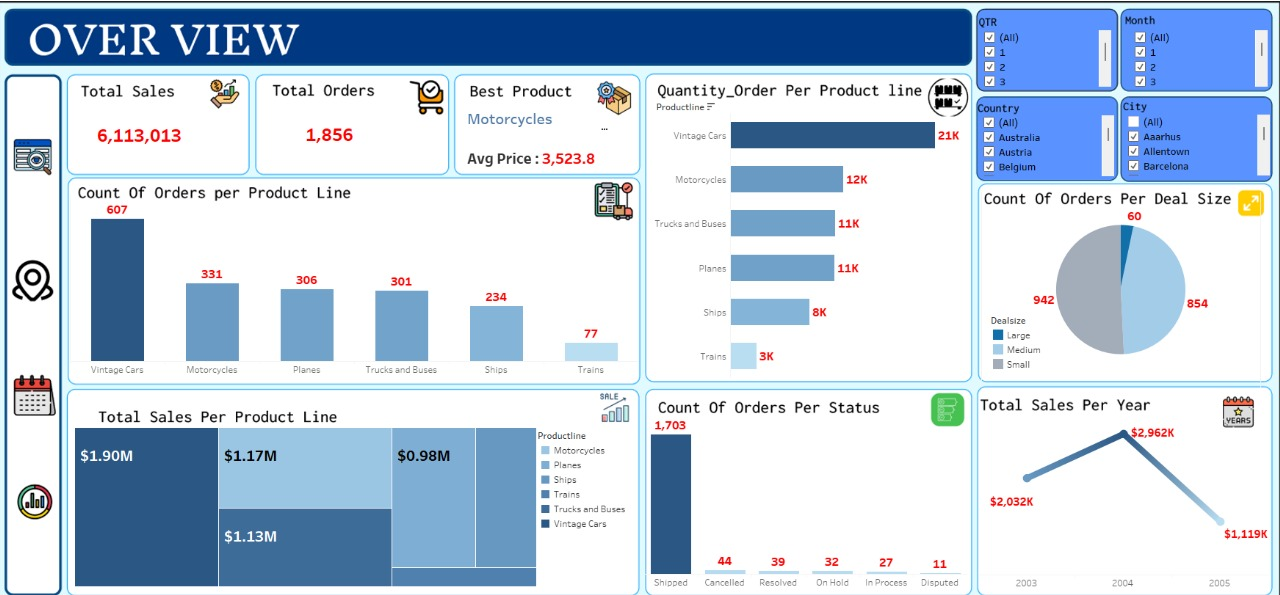 OVER VIEW
QTR
(All)
1
2
3
Month
(All)
1
2
3
Country
(All)
Australia
Austria
Belgium
City
(All)
Aaarhus
Allentown
Barcelona
Total Sales
6,113,013
Total Orders
1,856
Best Product
Motorcycles
...
Avg Price : 3,523.8
Quantity_Order Per Product line
Productline
Vintage Cars 21K
Motorcycles 12K
Trucks and Buses 11K
Planes 11K
Ships 8K
Trains 3K
Count Of Orders per Product Line
607
331
306
301
234
77
Vintage Cars Motorcycles Planes Trucks and Buses Ships Trains
Count Of Orders Per Deal Size
60
942
854
Dealsize
Large
Medium
Small
Total Sales Per Product Line
SALE
$1.90M
$1.17M
$0.98M
$1.13M
Productline
Motorcycles
Planes
Ships
Trains
Trucks and Buses
Vintage Cars
Count Of Orders Per Status
1,703
44
39
32
27
11
Shipped Cancelled Resolved On Hold In Process Disputed
Total Sales Per Year
YEARS
$2,962K
$2,032K
$1,119K
2003 2004 2005